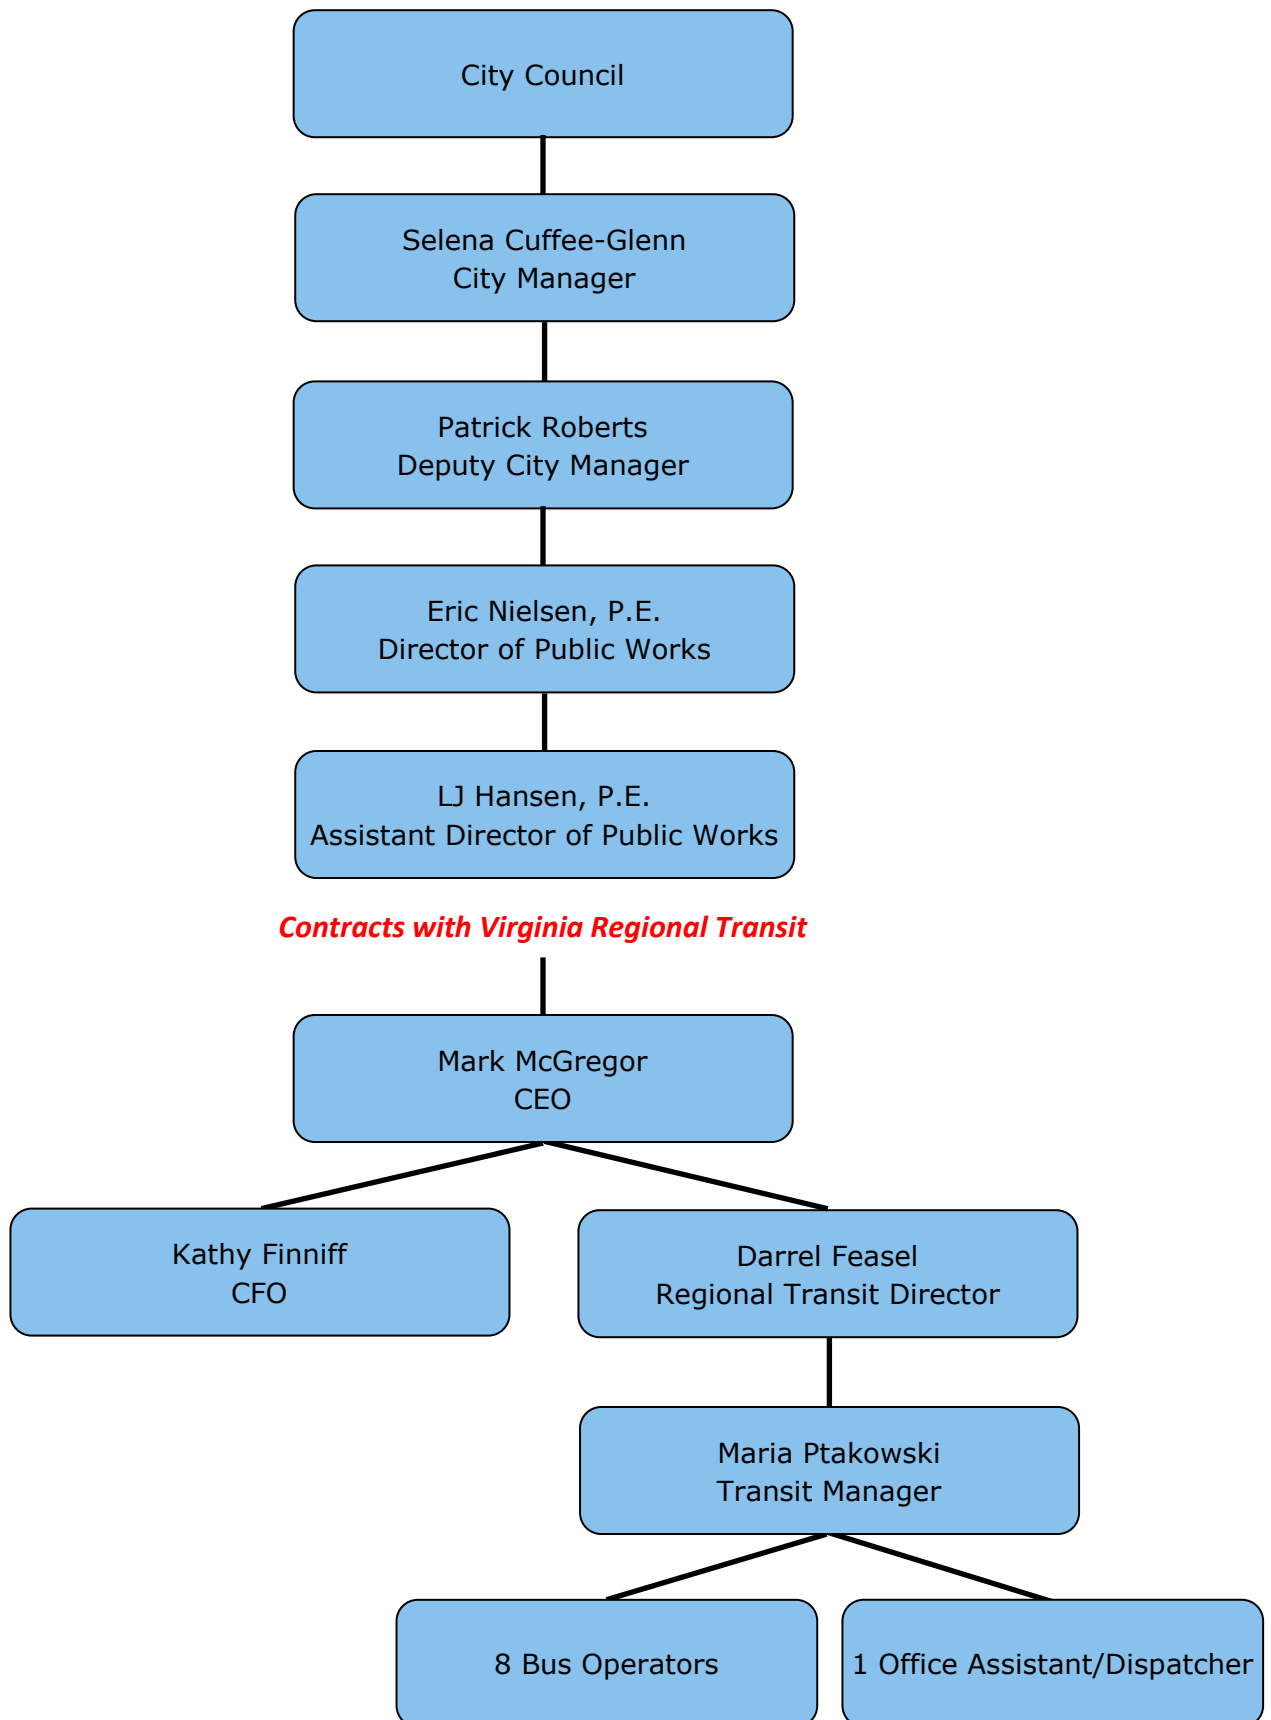 City Council
Selena Cuffee-Glenn
City Manager
Patrick Roberts
Deputy City Manager
Eric Nielsen, P.E.
Director of Public Works
LJ Hansen, P.E.
Assistant Director of Public Works
Contracts with Virginia Regional Transit
Mark McGregor
CEO
Kathy Finniff
CFO
Darrel Feasel
Regional Transit Director
Maria Ptakowski
Transit Manager
8 Bus Operators
1 Office Assistant/Dispatcher